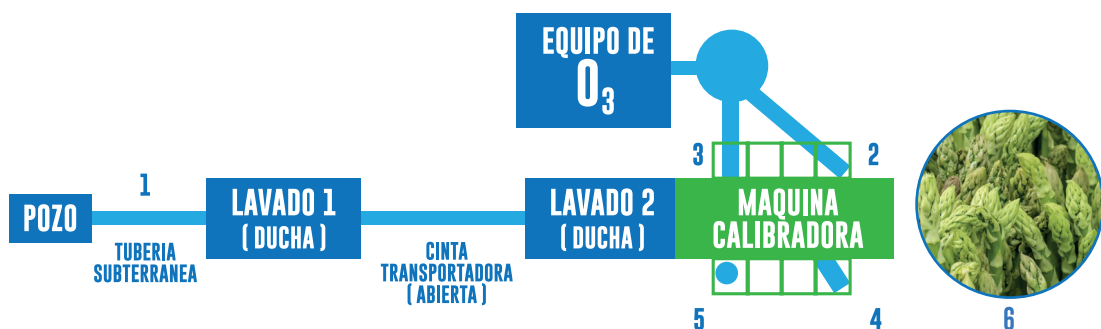 EQUIPO DE
O3
3
2
1
POZO
LAVADO 1
( DUCHA )
LAVADO 2
( DUCHA )
MAQUINA
CALIBRADORA
TUBERIA
SUBTERRANEA
CINTA
TRANSPORTADORA
( ABIERTA )
5
4
6